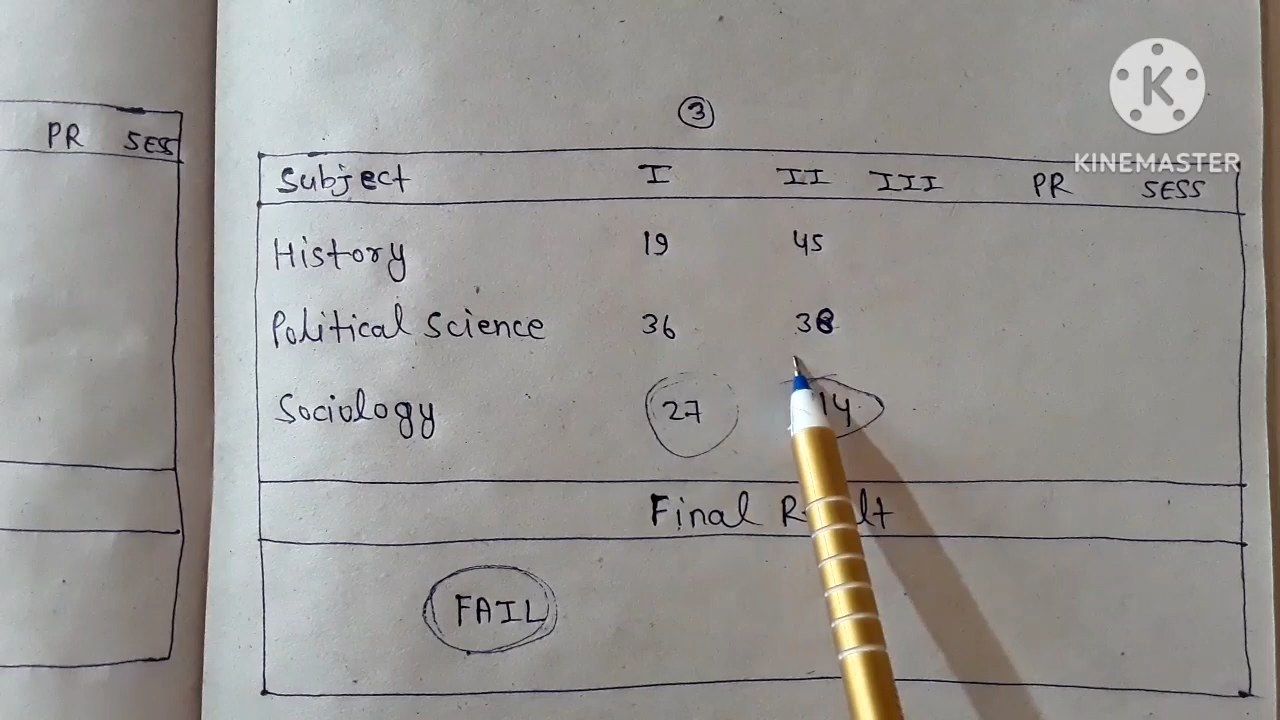 PR SESS
3
K
KINEMASTER
Subject I II III PR SESS
History 19 45
Political Science 36 38
Sociology 27 14
Final
FAIL